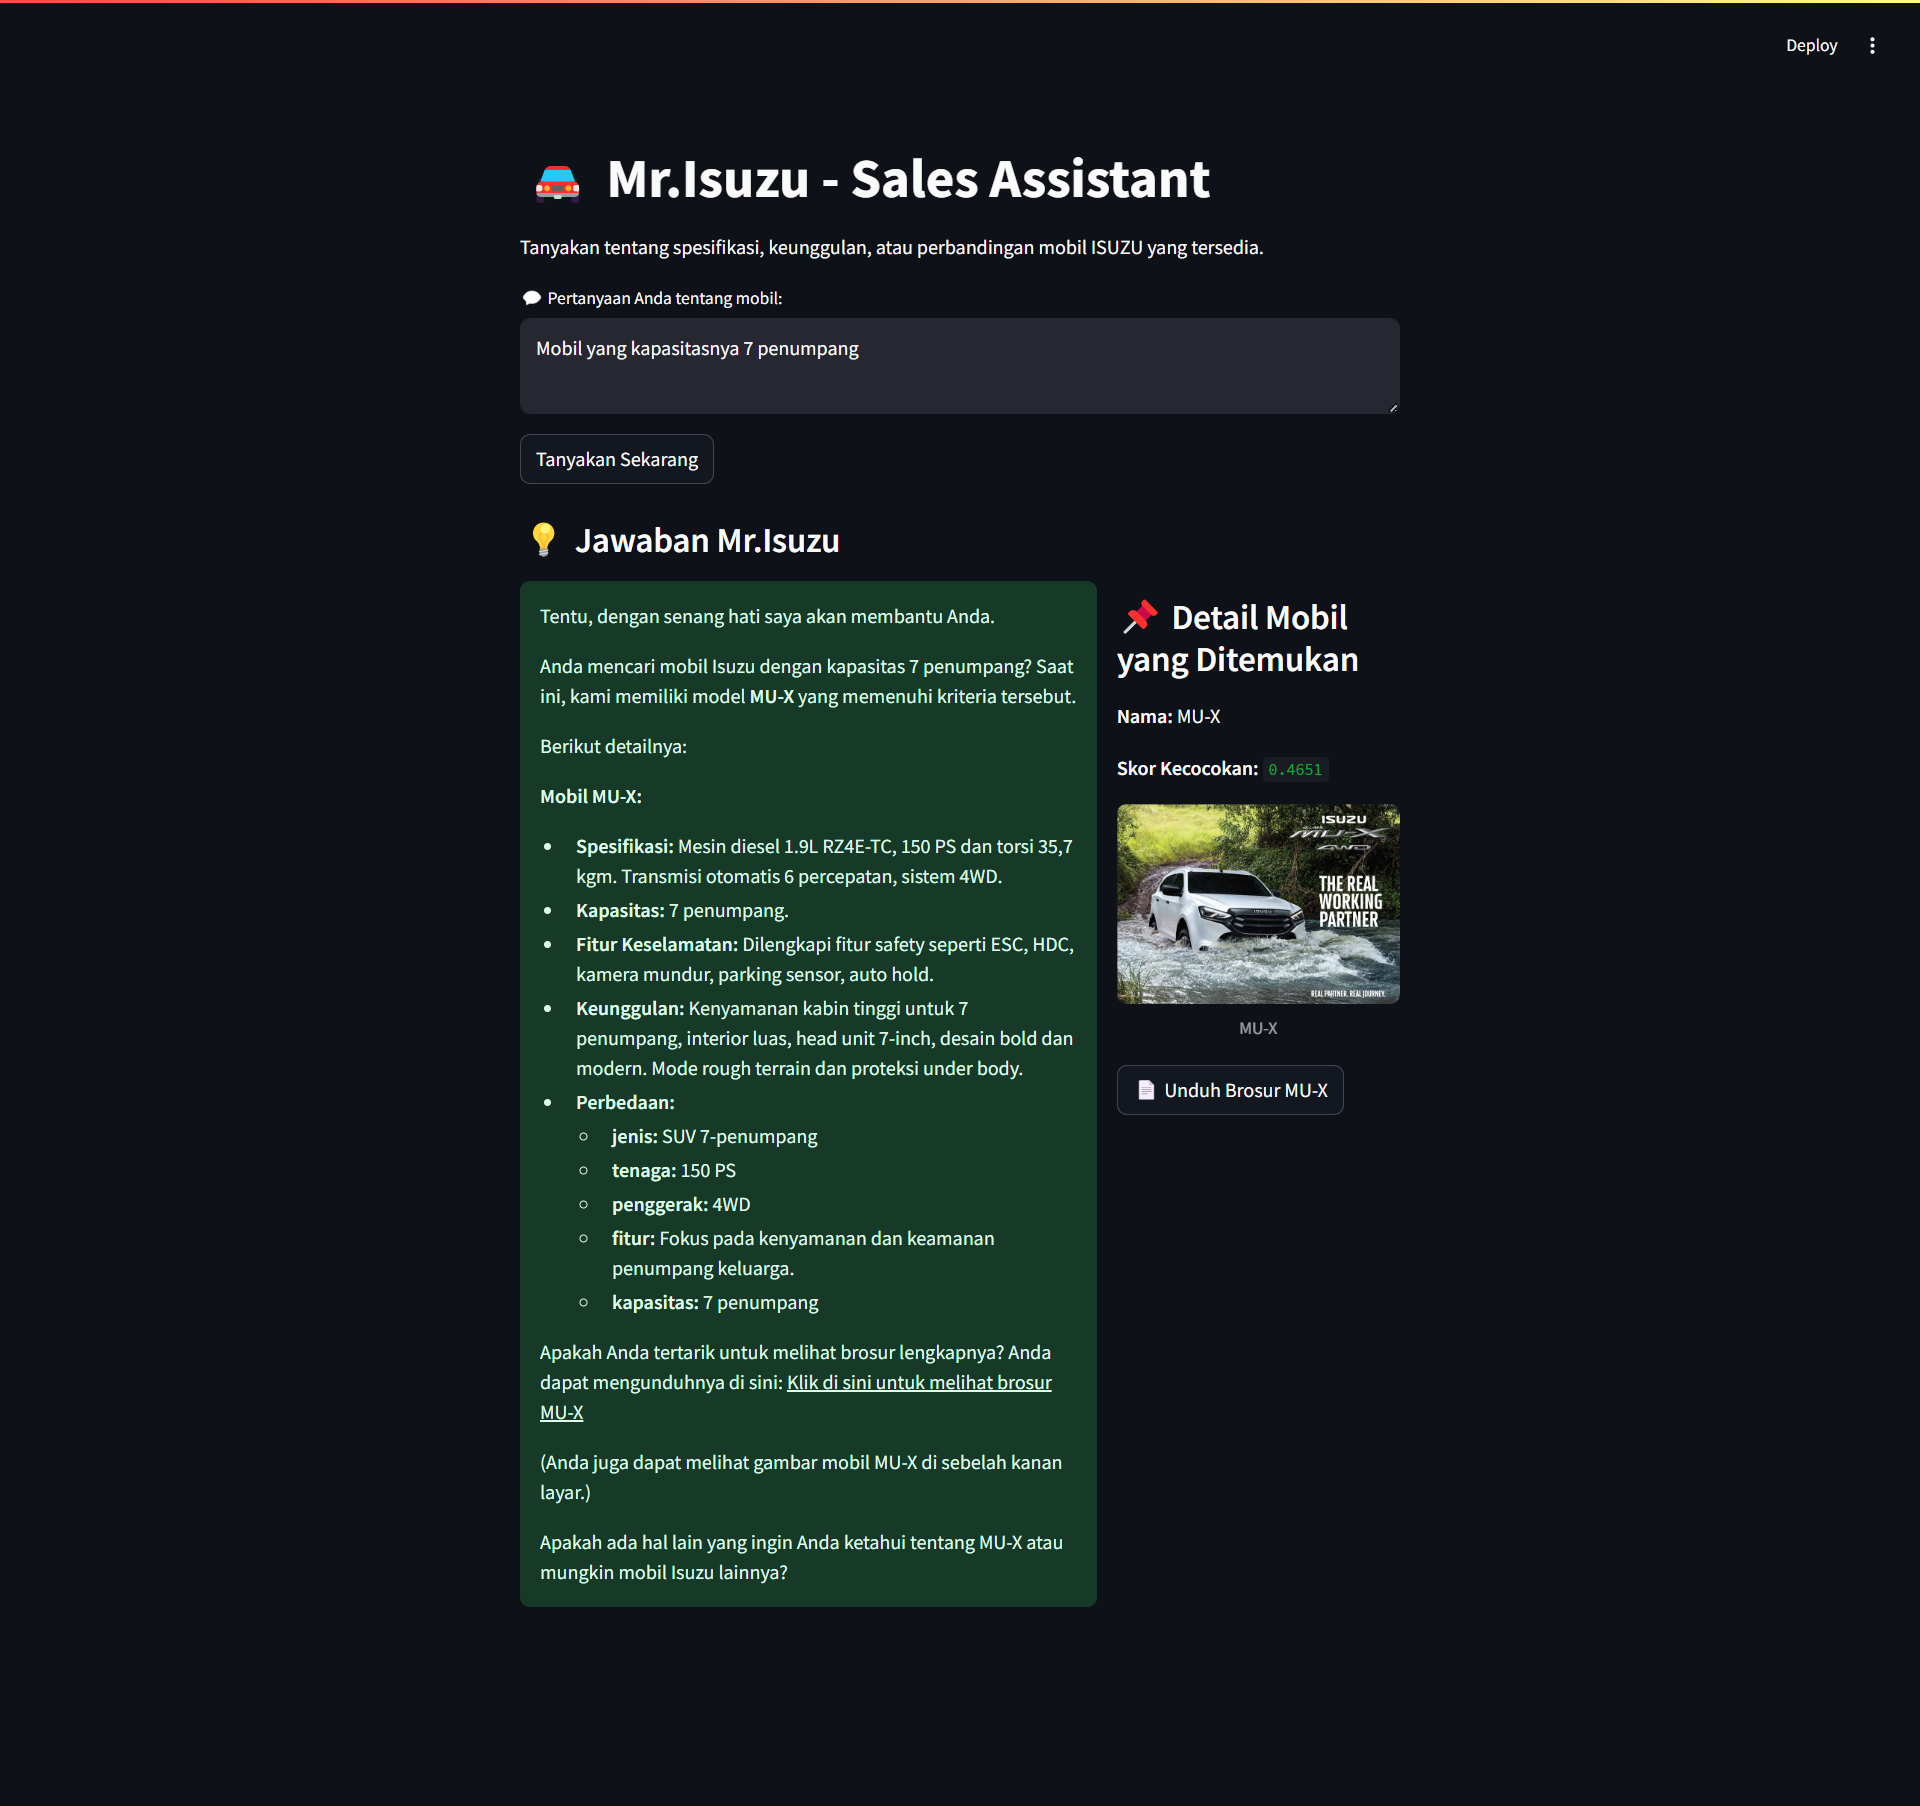 Deploy
Mr.Isuzu - Sales Assistant
Tanyakan tentang spesifikasi, keunggulan, atau perbandingan mobil ISUZU yang tersedia.
Pertanyaan Anda tentang mobil:
Mobil yang kapasitasnya 7 penumpang
Tanyakan Sekarang
Jawaban Mr.Isuzu
Tentu, dengan senang hati saya akan membantu Anda.
Anda mencari mobil Isuzu dengan kapasitas 7 penumpang? Saat
ini, kami memiliki model MU-X yang memenuhi kriteria tersebut.
Berikut detailnya:
Mobil MU-X:
Spesifikasi: Mesin diesel 1.9L RZ4E-TC, 150 PS dan torsi 35,7
kgm. Transmisi otomatis 6 percepatan, sistem 4WD.
Kapasitas: 7 penumpang.
Fitur Keselamatan: Dilengkapi fitur safety seperti ESC, HDC,
kamera mundur, parking sensor, auto hold.
Keunggulan: Kenyamanan kabin tinggi untuk 7
penumpang, interior luas, head unit 7-inch, desain bold dan
modern. Mode rough terrain dan proteksi under body.
Perbedaan:
jenis: SUV 7-penumpang
tenaga: 150 PS
penggerak: 4WD
fitur: Fokus pada kenyamanan dan keamanan
penumpang keluarga.
kapasitas: 7 penumpang
Apakah Anda tertarik untuk melihat brosur lengkapnya? Anda
dapat mengunduhnya di sini: Klik di sini untuk melihat brosur
MU-X
(Anda juga dapat melihat gambar mobil MU-X di sebelah kanan
layar.)
Apakah ada hal lain yang ingin Anda ketahui tentang MU-X atau
mungkin mobil Isuzu lainnya?
Detail Mobil
yang Ditemukan
Nama: MU-X
Skor Kecocokan: 0.4651
ISUZU
MU-X
4WD
THE REAL
WORKING
PARTNER
ISUZU
REAL PARTNER. REAL JOURNEY.
MU-X
Unduh Brosur MU-X